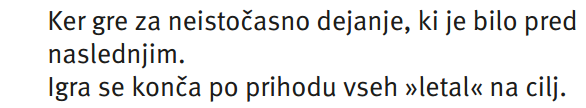 Ker gre za neistočasno dejanje, ki je bilo pred
naslednjim.
Igra se konča po prihodu vseh »letal« na cilj.